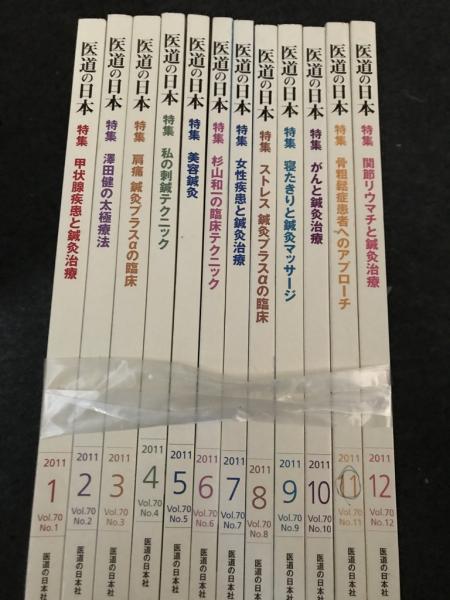 医道の日本
特集 甲状腺疾患と鍼灸治療
2011
1
Vol.70
No.1
医道の日本社
医道の日本
特集 澤田健の太極療法
2011
2
Vol.70
No.2
医道の日本社
医道の日本
特集 肩痛 鍼灸プラスαの臨床
2011
3
Vol.70
No.3
医道の日本社
医道の日本
特集 私の刺鍼テクニック
2011
4
Vol.70
No.4
医道の日本社
医道の日本
特集 美容鍼灸
2011
5
Vol.70
No.5
医道の日本社
医道の日本
特集 杉山和一の臨床テクニック
2011
6
Vol.70
No.6
医道の日本社
医道の日本
特集 女性疾患と鍼灸治療
2011
7
Vol.70
No.7
医道の日本社
医道の日本
特集 ストレス 鍼灸プラスαの臨床
2011
8
Vol.70
No.8
医道の日本社
医道の日本
特集 寝たきりと鍼灸マッサージ
2011
9
Vol.70
No.9
医道の日本社
医道の日本
特集 がんと鍼灸治療
2011
10
Vol.70
No.10
医道の日本社
医道の日本
特集 骨粗鬆症患者へのアプローチ
2011
11
Vol.70
No.11
医道の日本社
医道の日本
特集 関節リウマチと鍼灸治療
2011
12
Vol.70
No.12
医道の日本社